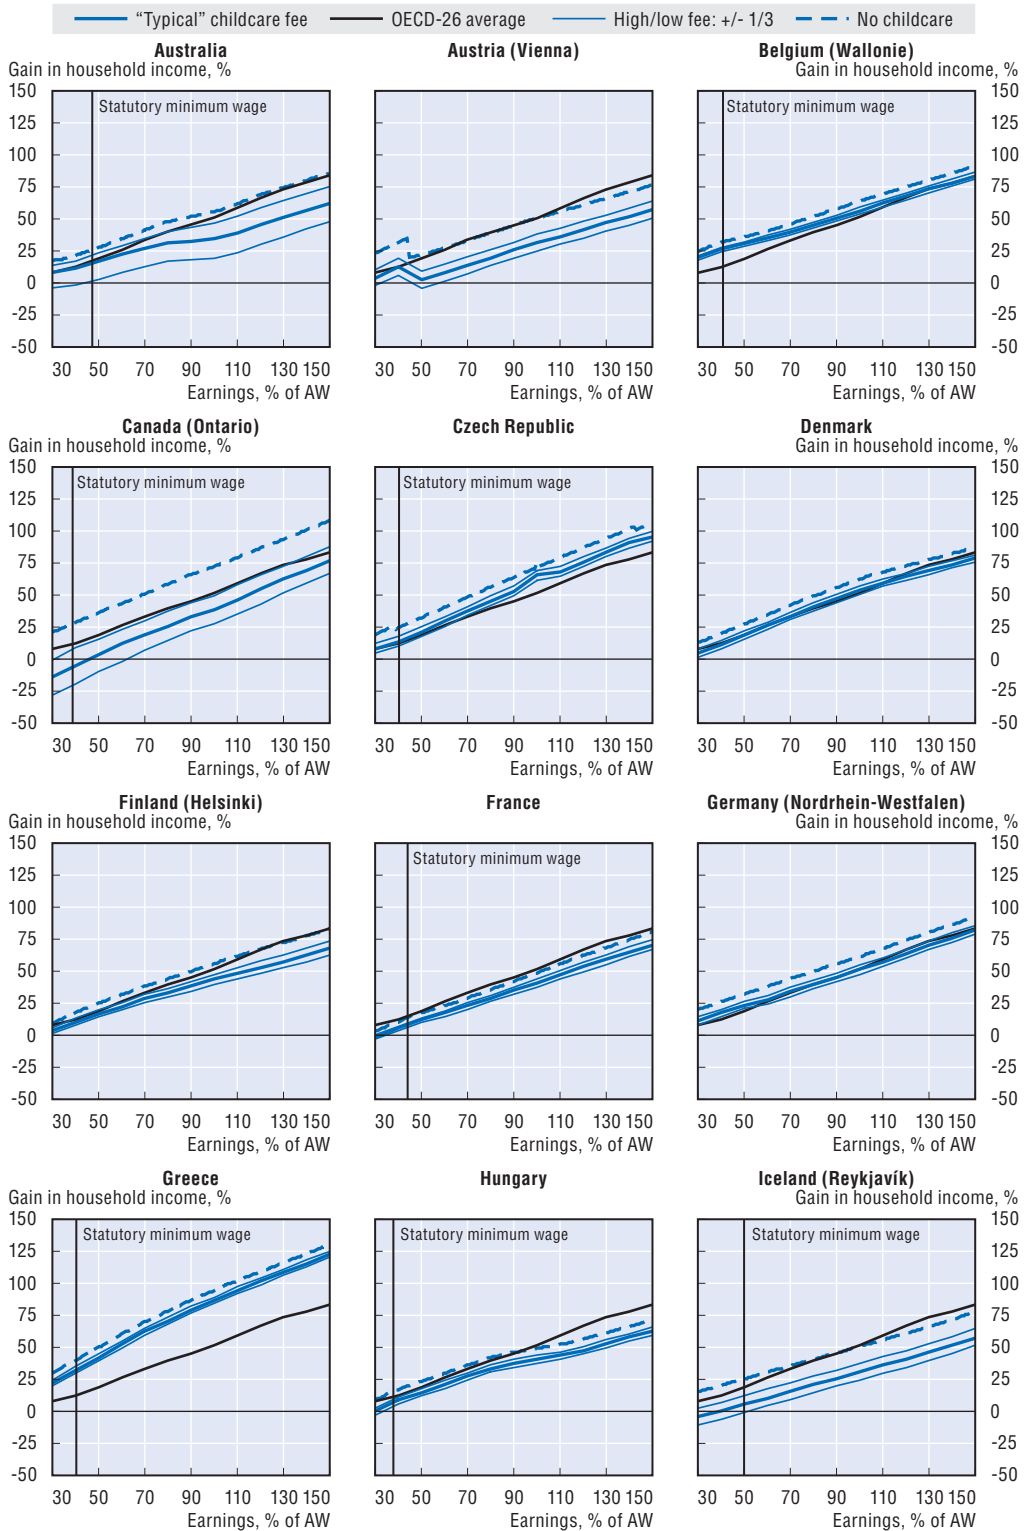 "Typical" childcare fee OECD-26 average High/low fee: +/- 1/3 No childcare
Australia Austria (Vienna) Belgium (Wallonie)
Gain in household income, % Gain in household income, %
150 Statutory minimum wage Statutory minimum wage 150
125 125
100 100
75 75
50 50
25 25
0 0
-25 -25
-50 -50
30 50 70 90 110 130 150 30 50 70 90 110 130 150 30 50 70 90 110 130 150
Earnings, % of AW Earnings, % of AW Earnings, % of AW
Canada (Ontario) Czech Republic Denmark
Gain in household income, % Gain in household income, %
150 Statutory minimum wage Statutory minimum wage 150
125 125
100 100
75 75
50 50
25 25
0 0
-25 -25
-50 -50
30 50 70 90 110 130 150 30 50 70 90 110 130 150 30 50 70 90 110 130 150
Earnings, % of AW Earnings, % of AW Earnings, % of AW
Finland (Helsinki) France Germany (Nordrhein-Westfalen)
Gain in household income, % Gain in household income, %
150 Statutory minimum wage 150
125 125
100 100
75 75
50 50
25 25
0 0
-25 -25
-50 -50
30 50 70 90 110 130 150 30 50 70 90 110 130 150 30 50 70 90 110 130 150
Earnings, % of AW Earnings, % of AW Earnings, % of AW
Greece Hungary Iceland (Reykjavík)
Gain in household income, % Gain in household income, %
150 Statutory minimum wage Statutory minimum wage Statutory minimum wage 150
125 125
100 100
75 75
50 50
25 25
0 0
-25 -25
-50 -50
30 50 70 90 110 130 150 30 50 70 90 110 130 150 30 50 70 90 110 130 150
Earnings, % of AW Earnings, % of AW Earnings, % of AW